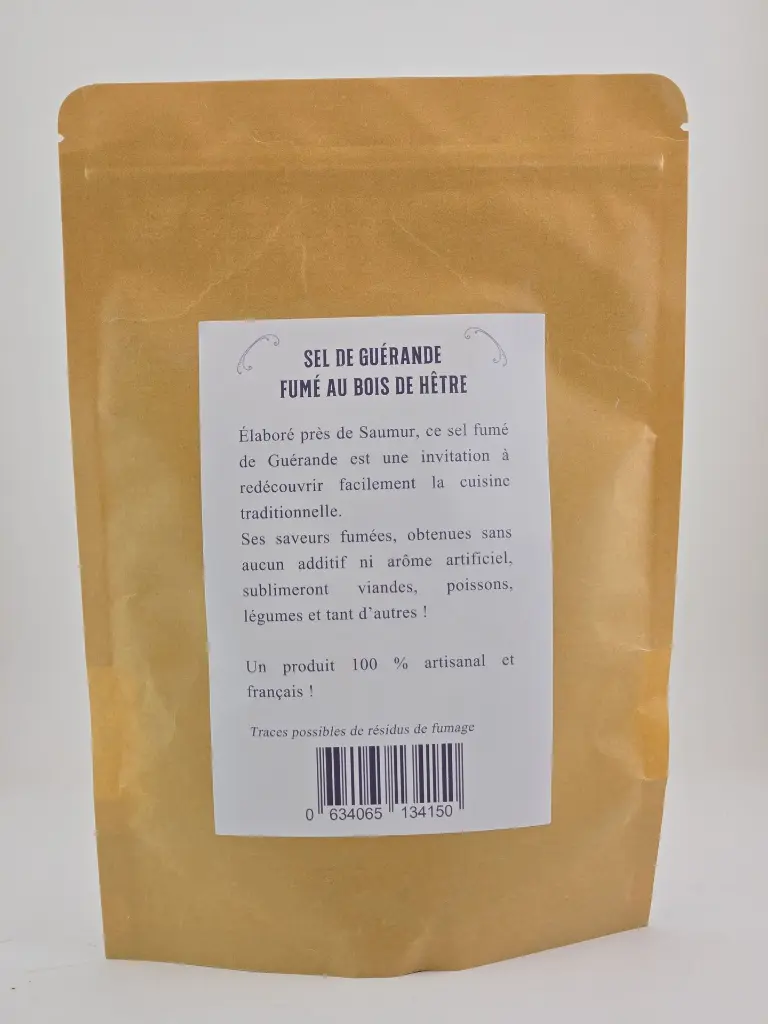 SEL DE GUÉRANDE
FUMÉ AU BOIS DE HÊTRE
Élaboré près de Saumur, ce sel fumé
de Guérande est une invitation à
redécouvrir facilement la cuisine
traditionnelle.
Ses saveurs fumées, obtenues sans
aucun additif ni arôme artificiel,
sublimeront viandes, poissons,
légumes et tant d'autres !
Un produit 100 % artisanal et
français !
Traces possibles de résidus de fumage
0 634065 134150